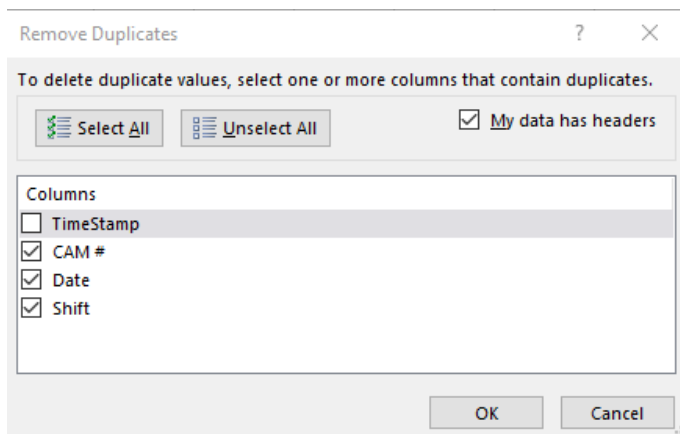 Remove Duplicates
To delete duplicate values, select one or more columns that contain duplicates.
Select All Unselect All My data has headers
Columns
TimeStamp
CAM #
Date
Shift
OK Cancel